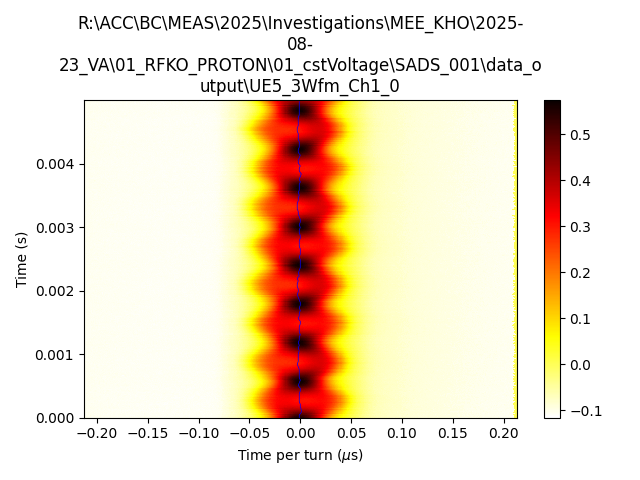 R:\ACC\BC\MEAS\2025\Investigations\MEE_KHO\2025-
08-
23_VA\01_RFKO_PROTON\01_cstVoltage\SADS_001\data_o
utput\UE5_3Wfm_Ch1_0
0.004
0.003
0.002
0.001
0.000
Time (s)
−0.20 −0.15 −0.10 −0.05 0.00 0.05 0.10 0.15 0.20
Time per turn (μs)
0.5
0.4
0.3
0.2
0.1
0.0
−0.1